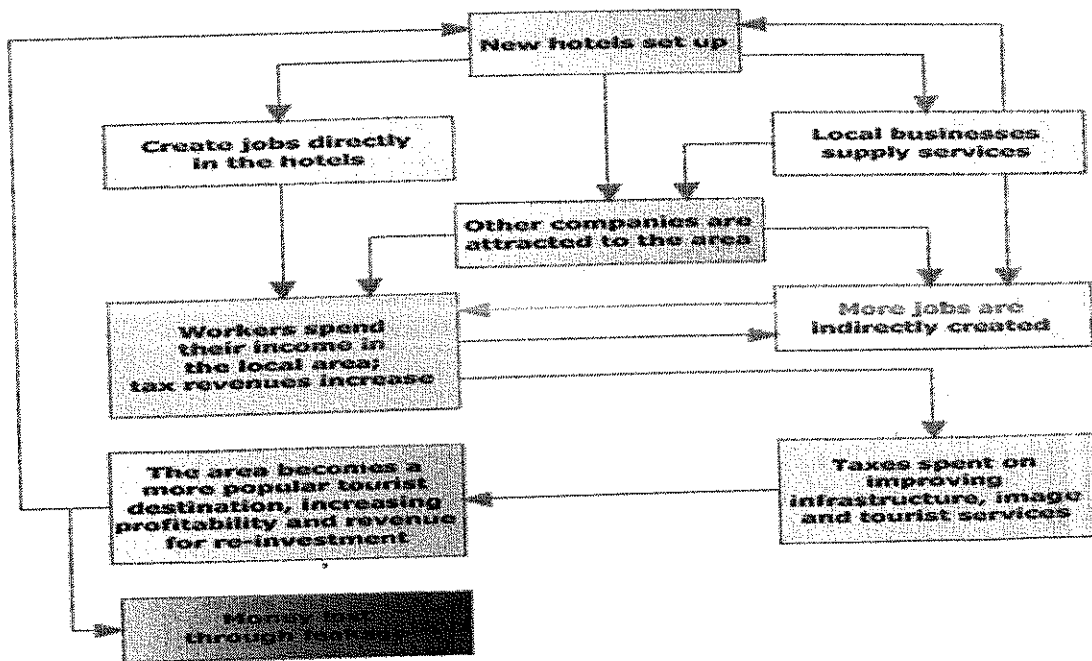 New hotels set up
Create jobs directly
in the hotels
Local businesses
supply services
Other companies are
attracted to the area
Workers spend
their income in
the local area;
tax revenues increase
More jobs are
indirectly created
The area becomes a
more popular tourist
destination, increasing
profitability and revenue
for re-investment
Taxes spent on
improving
infrastructure, image
and tourist services
Money lost
through leakage